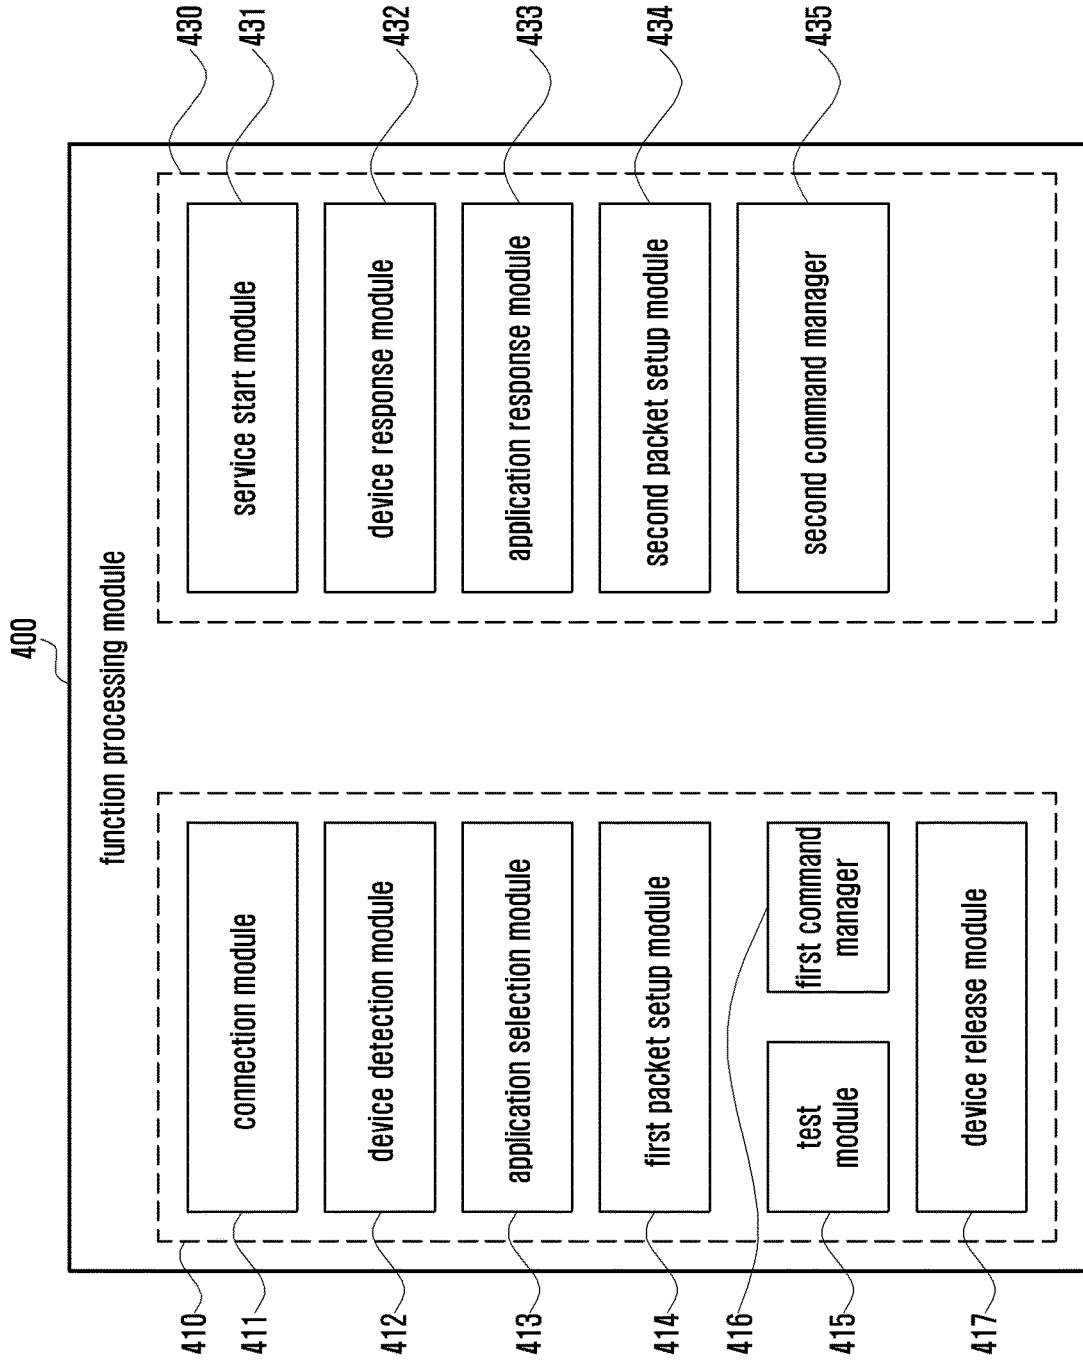 400
function processing module
410
411
connection module
412
device detection module
413
application selection module
414
first packet setup module
416
first command
manager
415
test
module
417
device release module
430
431
service start module
432
device response module
433
application response module
434
second packet setup module
435
second command manager